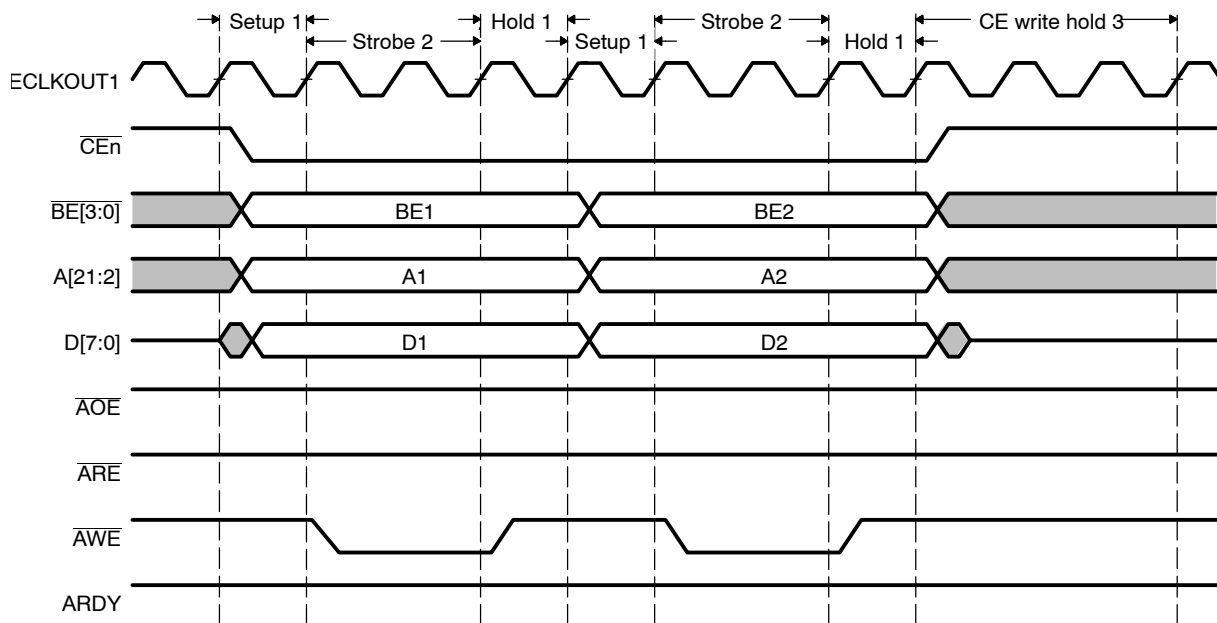 Setup 1 Hold 1 Strobe 2 CE write hold 3
Strobe 2 Setup 1 Hold 1
ECLKOUT1
CEn
BE[3:0] BE1 BE2
A[21:2] A1 A2
D[7:0] D1 D2
AOE
ARE
AWE
ARDY